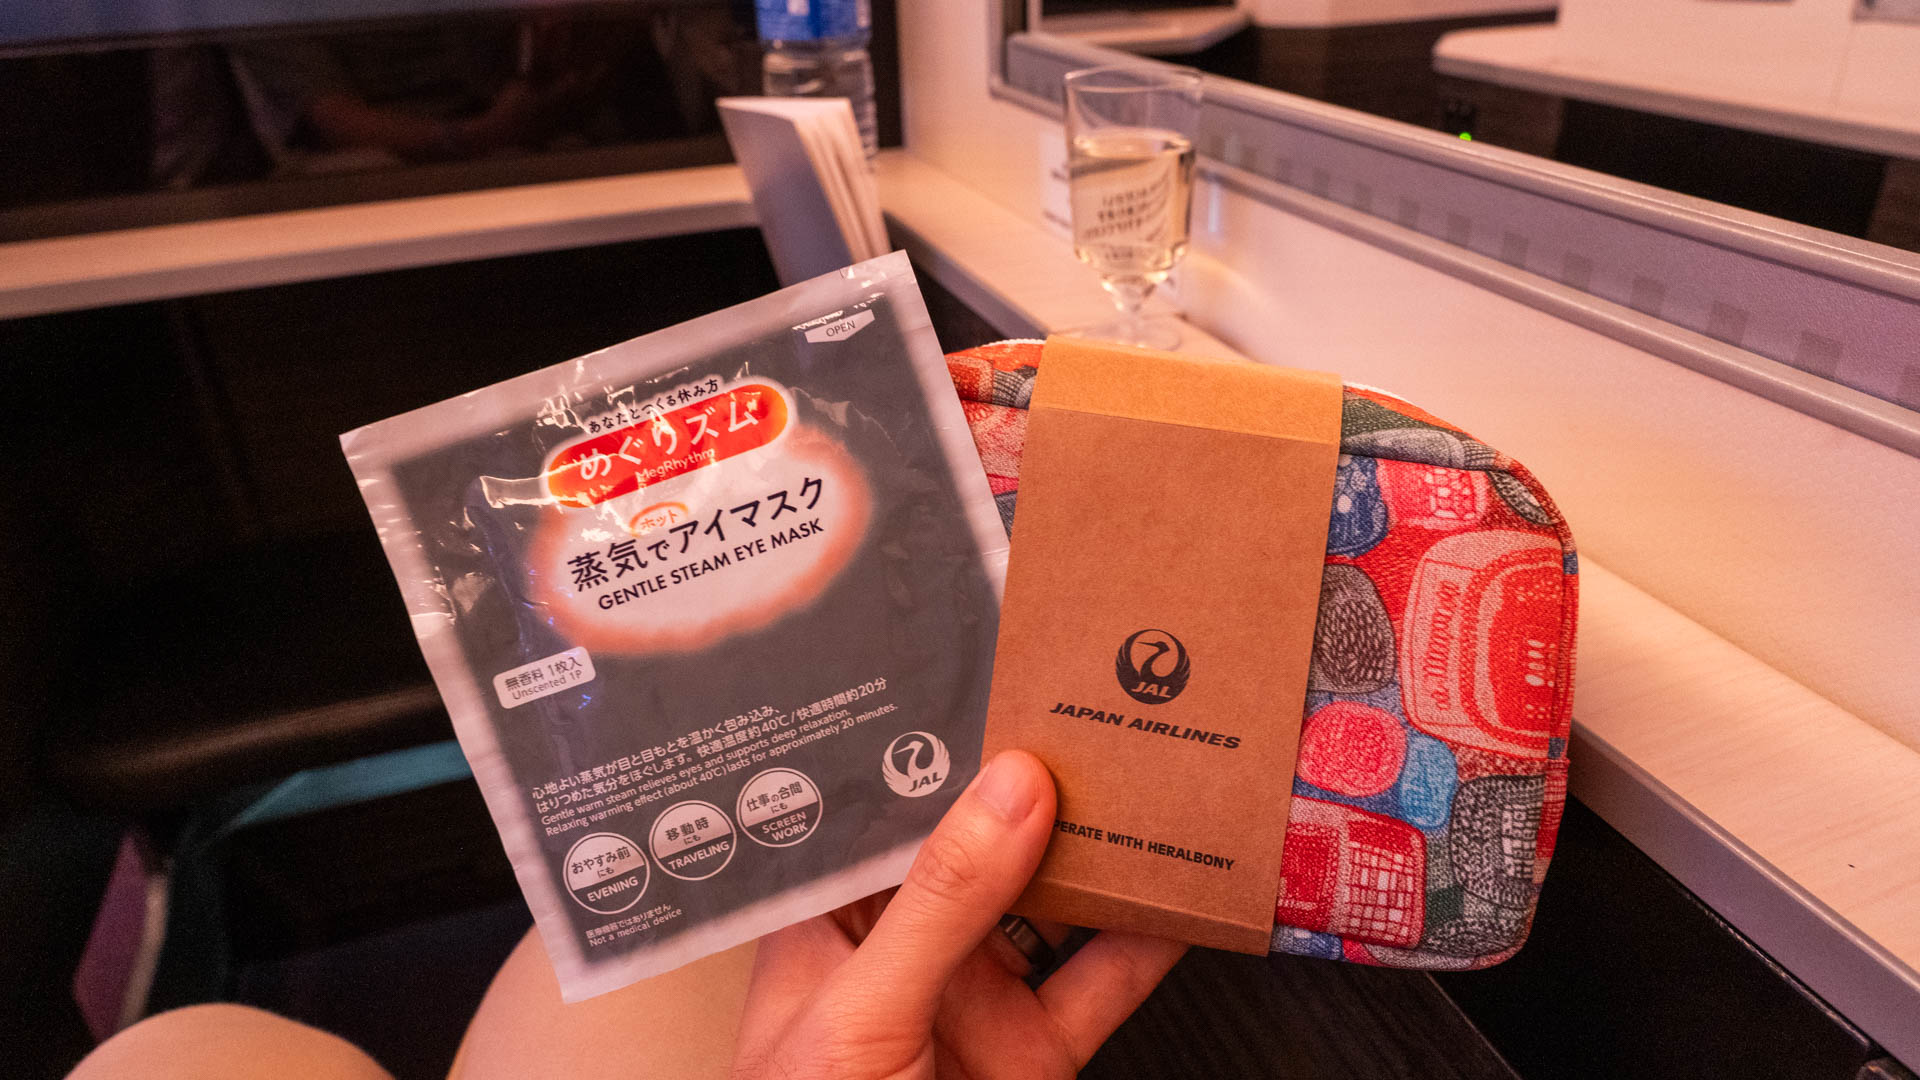 OPEN
あなたとつくる休み方
めぐりズム
MegRhythm
ホット
蒸気でアイマスク
GENTLE STEAM EYE MASK
無香料 1枚入
Unscented 1P
心地よい蒸気が目と目もとを温かく包み込み、
はりつめた気分をほぐします。快適温度約40℃/快適時間約20分
Gentle warm steam relieves eyes and supports deep relaxation.
Relaxing warming effect (about 40℃) lasts for approximately 20 minutes.
おやすみ前
にも
EVENING
移動時
にも
TRAVELING
仕事の合間
にも
SCREEN
WORK
JAL
医療機器ではありません
Not a medical device
JAL
JAPAN AIRLINES
PERATE WITH HERALBONY